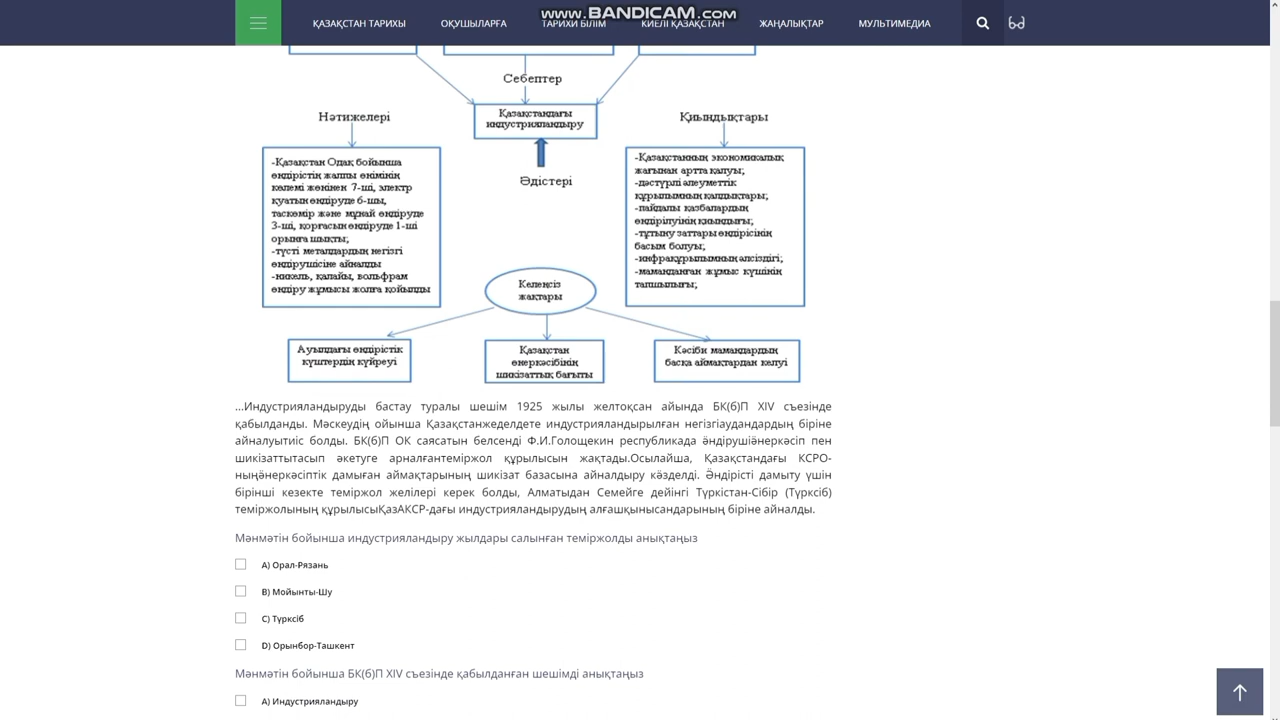 www.BANDICAM.com
ҚАЗАҚСТАН ТАРИХЫ ОҚУШЫЛАРҒА ТАРИХИ БІЛІМ КИЕЛІ ҚАЗАҚСТАН ЖАҢАЛЫҚТАР МУЛЬТИМЕДИА
Себептер
Нәтижелері
Қазақстандағы
индустрияландыру
Қиындықтары
Әдістері
-Қазақстан Одақ бойынша
өндірістің жалпы өнімінің
көлемі жөнінен 7-ші, электр
қуатын өндіруде 6-шы,
таскөмір және мұнай өндіруде
3-ші, қорғасын өндіруде 1-ші
орынға шықты;
-түсті металдардың негізгі
өндірушісіне айналды
-никель, қалайы, вольфрам
өндіру жұмысы жолға қойылды
-Қазақстанның экономикалық
жағынан артта қалуы;
-дәстүрлі әлеуметтік
құрылымның қалдықтары;
-пайдалы қазбалардың
өндірілуінің қиындығы;
-тұтыну заттары өндірісінің
басым болуы;
-инфрақұрылымның әлсіздігі;
-маманданған жұмыс күшінің
тапшылығы;
Келеңсіз
жақтары
Ауылдағы өндірістік
күштердің күйреуі
Қазақстан
өнеркәсібінің
шикізаттық бағыты
Кәсіби мамандардың
басқа аймақтардан келуі
...Индустрияландыруды бастау туралы шешім 1925 жылы желтоқсан айында БК(б)П XIV съезінде
қабылданды. Мәскеудің ойынша Қазақстанжеделдете индустрияландырылған негізгіаудандардың біріне
айналуытиіс болды. БК(б)П ОК саясатын белсенді Ф.И.Голощекин республикада әндірушіәнеркәсіп пен
шикізаттытасып әкетуге арналғантеміржол құрылысын жақтады.Осылайша, Қазақстандағы КСРО-
ныңәнеркәсіптік дамыған аймақтарының шикізат базасына айналдыру кәзделді. Әндірісті дамыту үшін
бірінші кезекте теміржол желілері керек болды, Алматыдан Семейге дейінгі Түркістан-Сібір (Түрксіб)
теміржолының құрылысыҚазАКСР-дағы индустрияландырудың алғашқынысандарының біріне айналды.
Мәнмәтін бойынша индустрияландыру жылдары салынған теміржолды анықтаңыз
A) Орал-Рязань
B) Мойынты-Шу
C) Түрксіб
D) Орынбор-Ташкент
Мәнмәтін бойынша БК(б)П XIV съезінде қабылданған шешімді анықтаңыз
A) Индустрияландыру